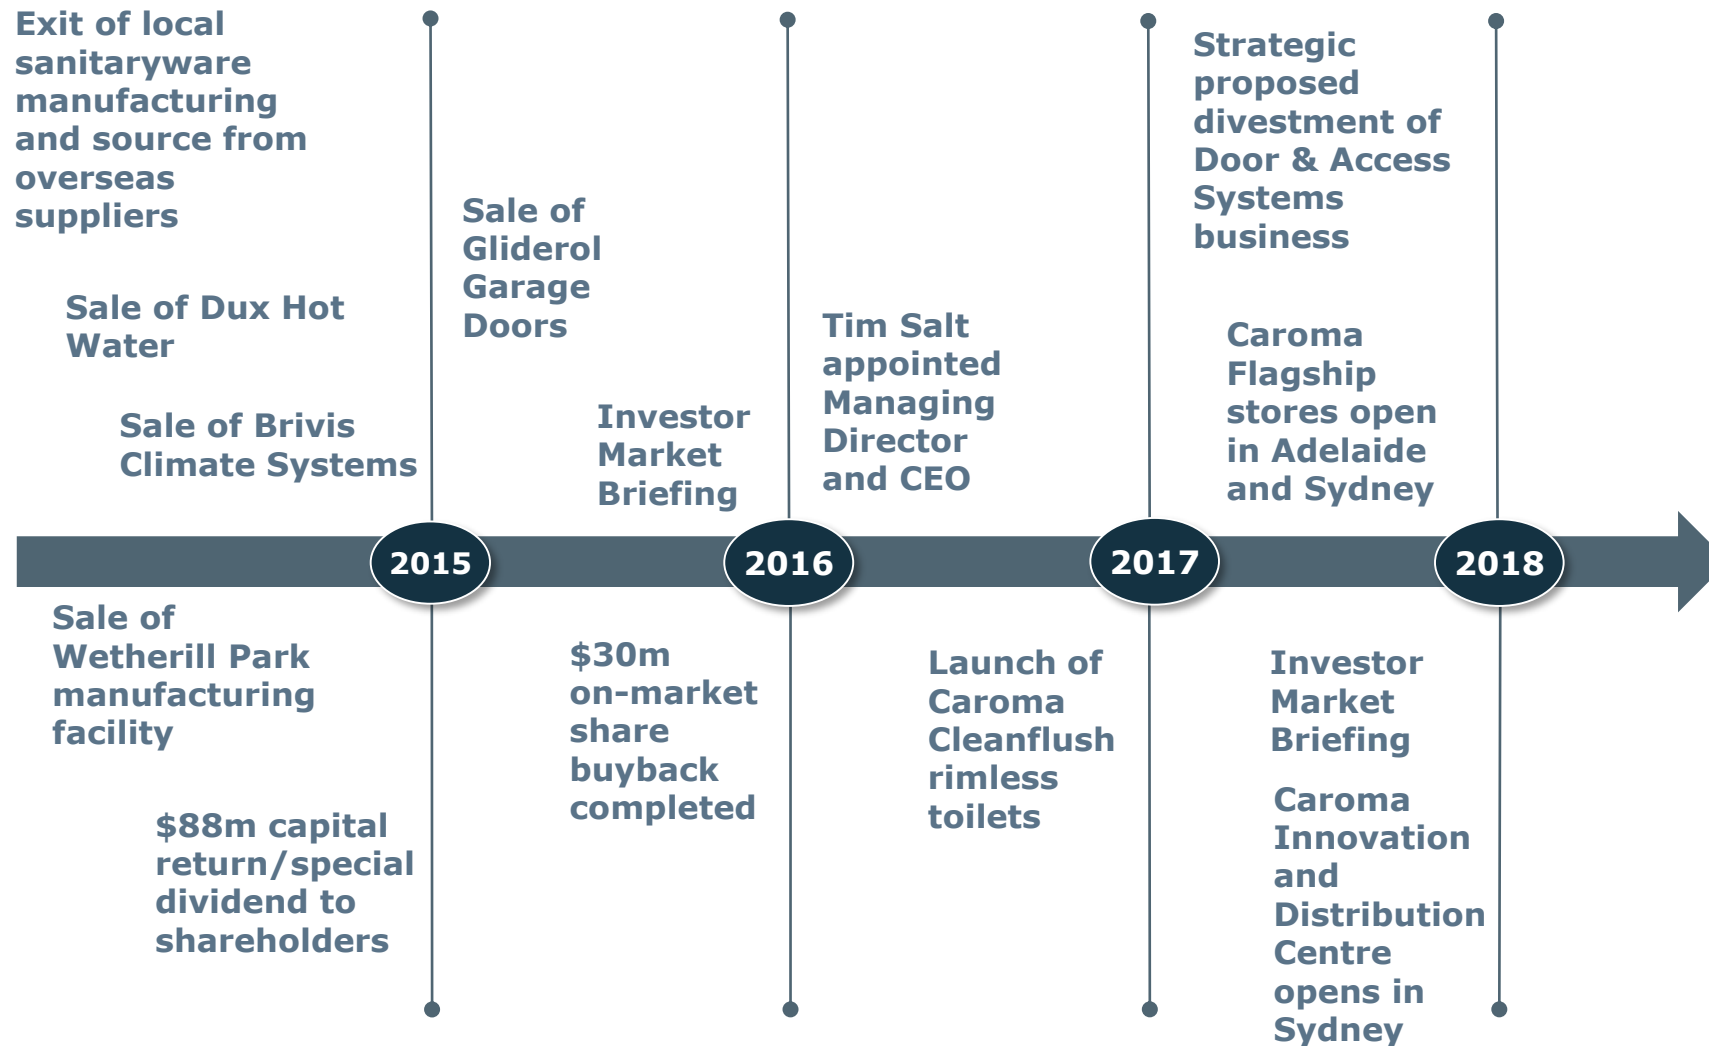 Exit of local
sanitaryware
manufacturing
and source from
overseas
suppliers
Sale of Dux Hot
Water
Sale of Brivis
Climate Systems
Sale of
Gliderol
Garage
Doors
Investor
Market
Briefing
Tim Salt
appointed
Managing
Director
and CEO
Strategic
proposed
divestment of
Door & Access
Systems
business
Caroma
Flagship
stores open
in Adelaide
and Sydney
2015
2016
2017
2018
Sale of
Wetherill Park
manufacturing
facility
$88m capital
return/special
dividend to
shareholders
$30m
on-market
share
buyback
completed
Launch of
Caroma
Cleanflush
rimless
toilets
Investor
Market
Briefing
Caroma
Innovation
and
Distribution
Centre
opens in
Sydney